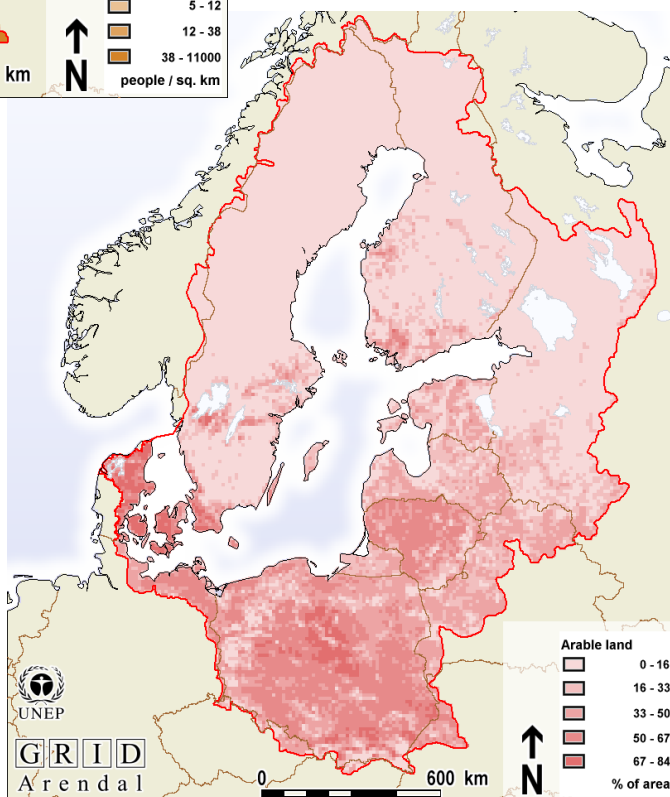 5 - 12
12 - 38
38 - 11000
km
N
people / sq. km
Arable land
0 - 16
16 - 33
33 - 50
50 - 67
67 - 84
% of area
N
UNEP
GRID
Arendal
0 600 km